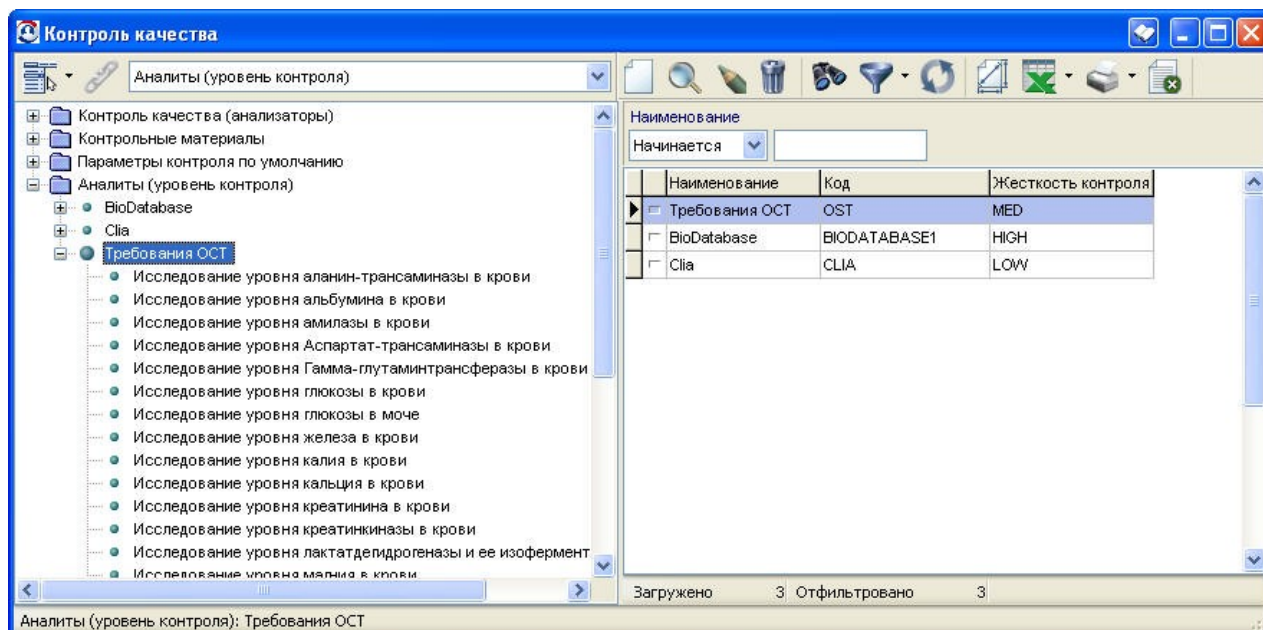 Контроль качества
Аналиты (уровень контроля)
Контроль качества (анализаторы)
Контрольные материалы
Параметры контроля по умолчанию
Аналиты (уровень контроля)
BioDatabase
Clia
Требования ОСТ
Исследование уровня аланин-трансаминазы в крови
Исследование уровня альбумина в крови
Исследование уровня амилазы в крови
Исследование уровня Аспартат-трансаминазы в крови
Исследование уровня Гамма-глутаминтрансферазы в крови
Исследование уровня глюкозы в крови
Исследование уровня глюкозы в моче
Исследование уровня железа в крови
Исследование уровня калия в крови
Исследование уровня кальция в крови
Исследование уровня креатинина в крови
Исследование уровня креатинкиназы в крови
Исследование уровня лактатдегидрогеназы и ее изофермент
Исследование уровня магния в крови
Наименование
Начинается
Наименование Код Жесткость контроля
Требования ОСТ OST MED
BioDatabase BIODATABASE1 HIGH
Clia CLIA LOW
Загружено 3 Отфильтровано 3
Аналиты (уровень контроля): Требования ОСТ